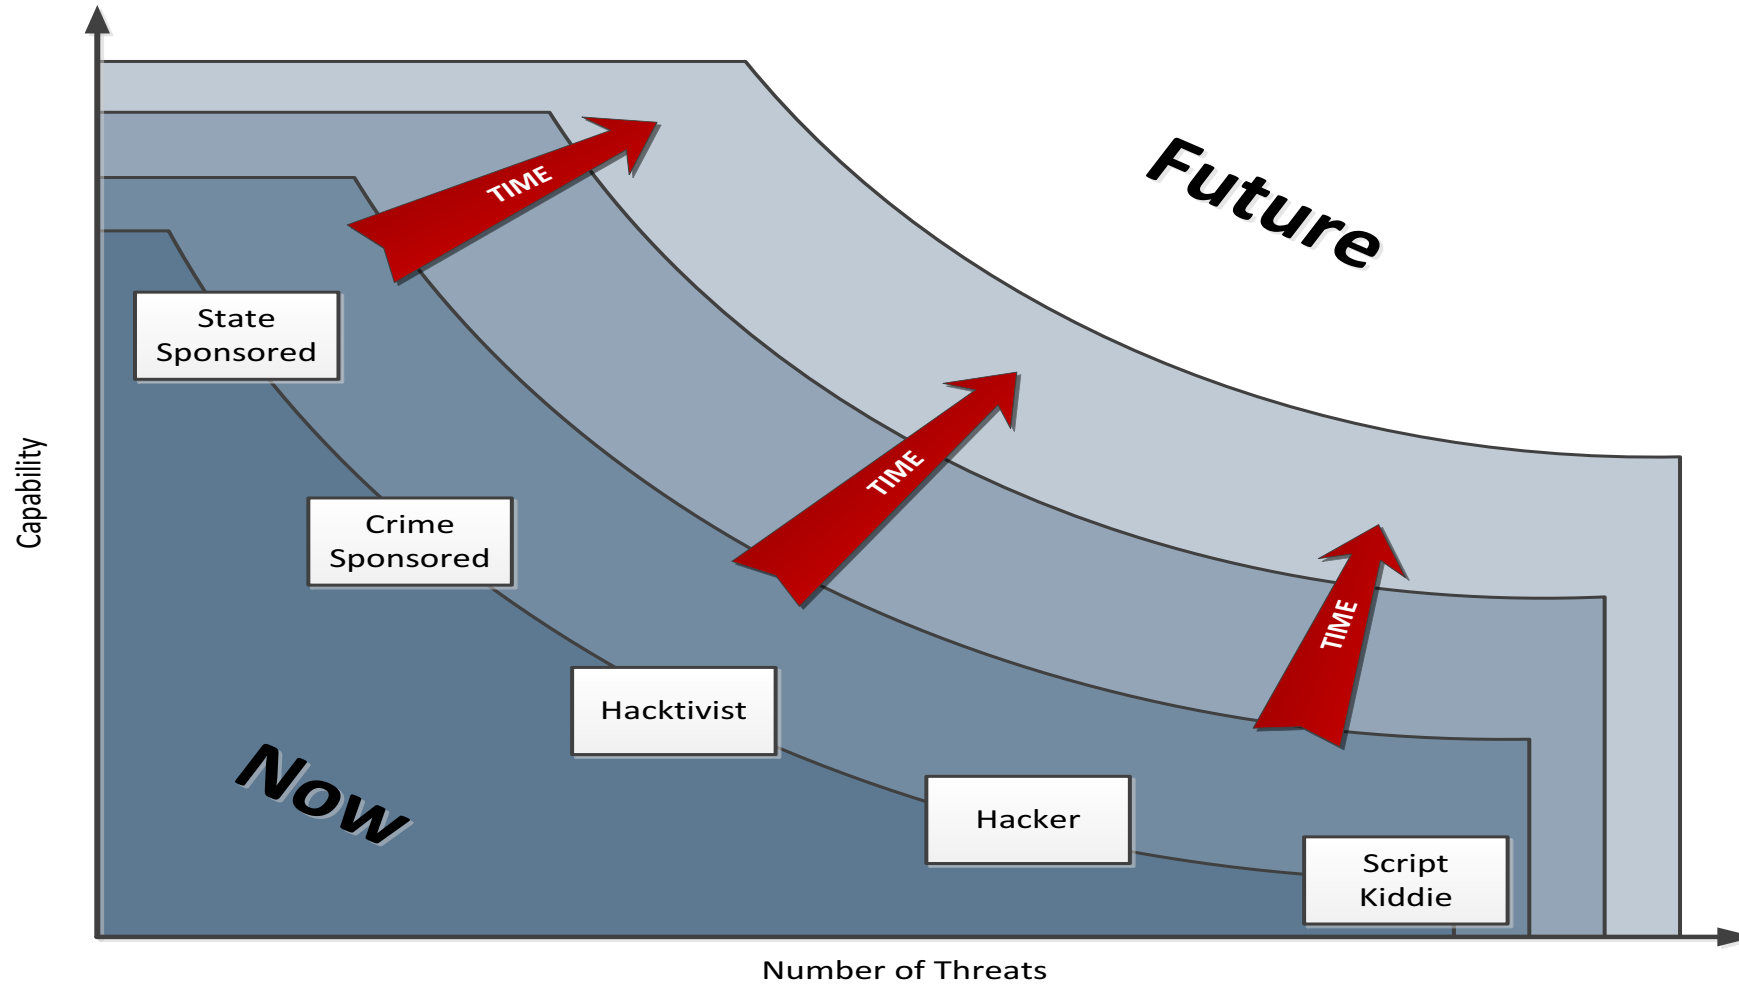 Future
TIME
State
Sponsored
TIME
Capability
Crime
Sponsored
TIME
Hacktivist
Now
Hacker
Script
Kiddie
Number of Threats